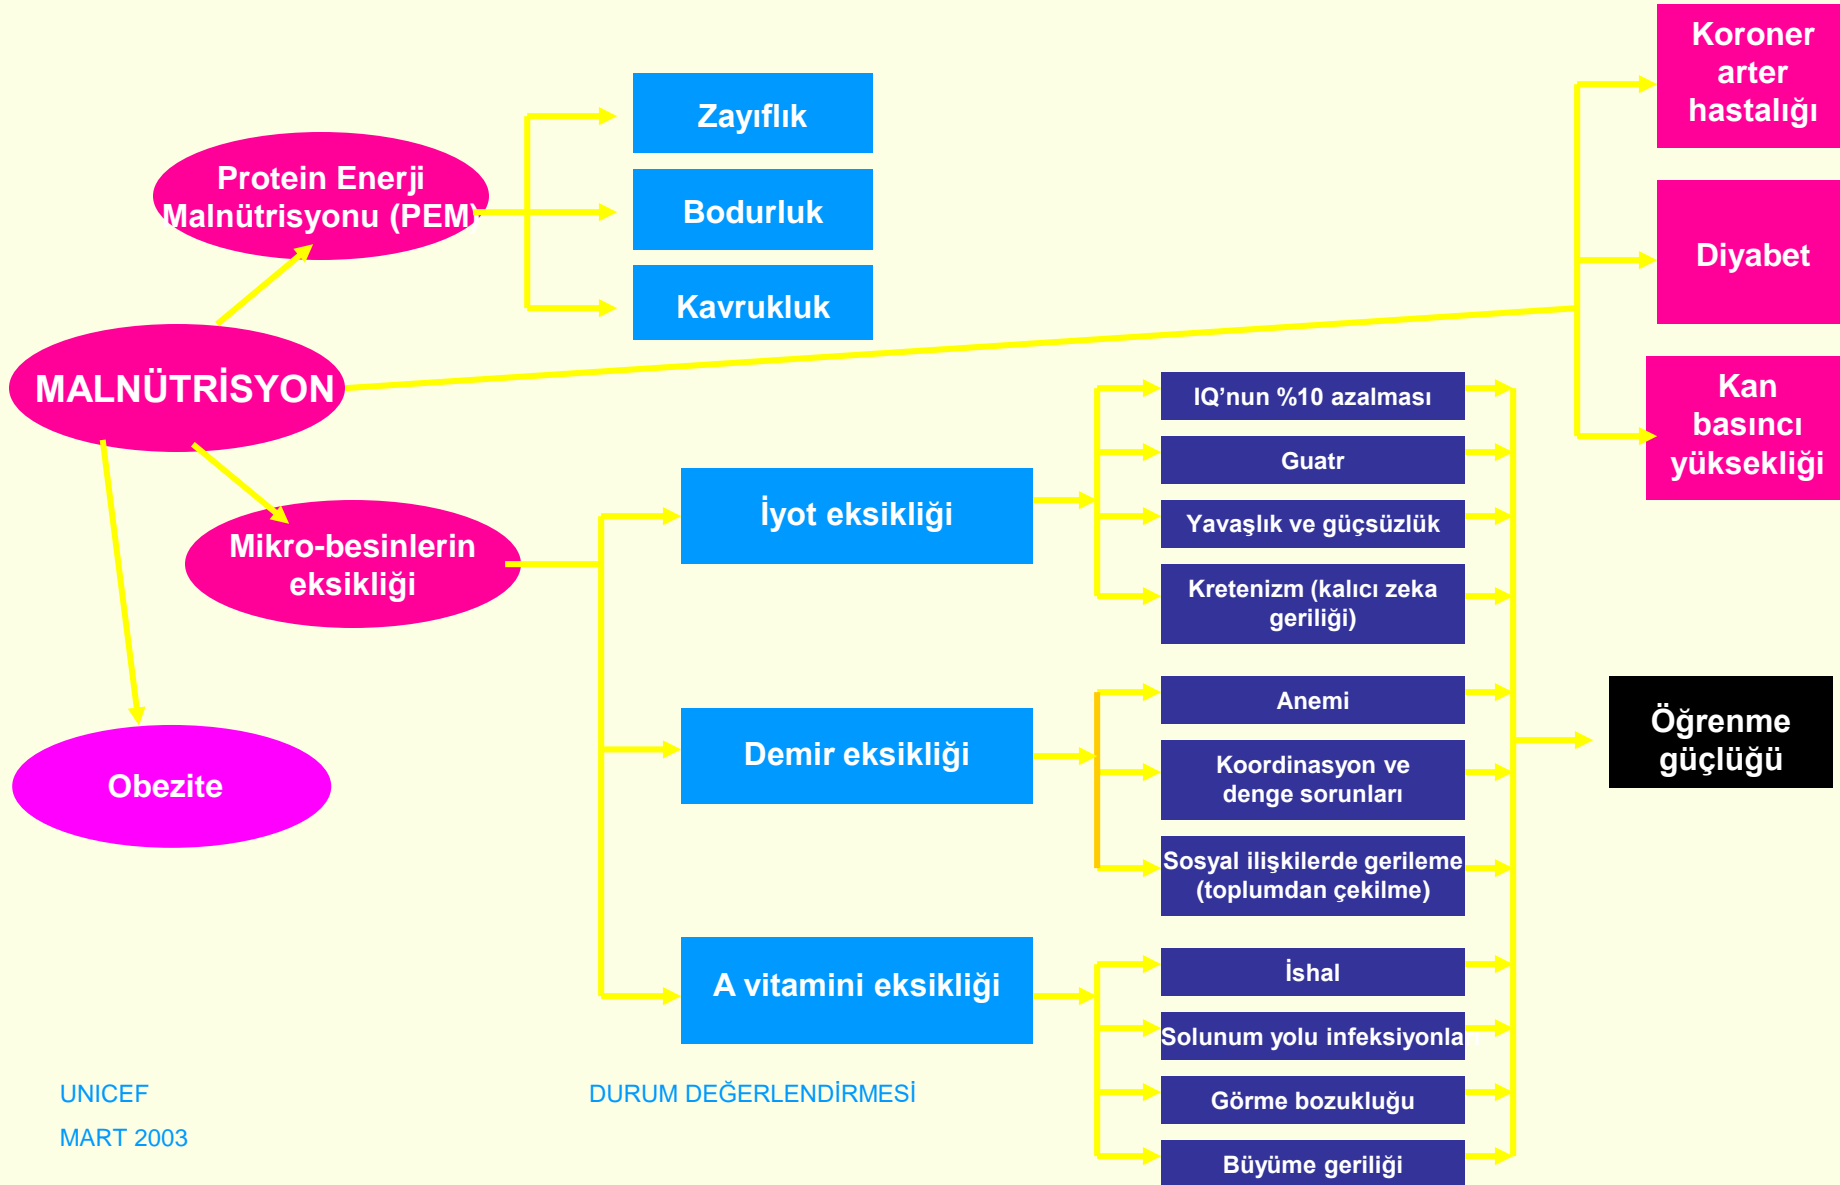 Koroner
arter
hastalığı
Zayıflık
Protein Enerji
Malnütrisyonu (PEM)
Bodurluk
Diyabet
Kavrukluk
MALNÜTRİSYON
Kan
basıncı
yüksekliği
IQ’nun %10 azalması
Guatr
İyot eksikliği
Yavaşlık ve güçsüzlük
Mikro-besinlerin
eksikliği
Kretenizm (kalıcı zeka
geriliği)
Anemi
Öğrenme
güçlüğü
Demir eksikliği
Koordinasyon ve
denge sorunları
Obezite
Sosyal ilişkilerde gerileme
(toplumdan çekilme)
A vitamini eksikliği
İshal
Solunum yolu infeksiyonları
Görme bozukluğu
Büyüme geriliği
UNICEF
DURUM DEĞERLENDİRMESİ
MART 2003